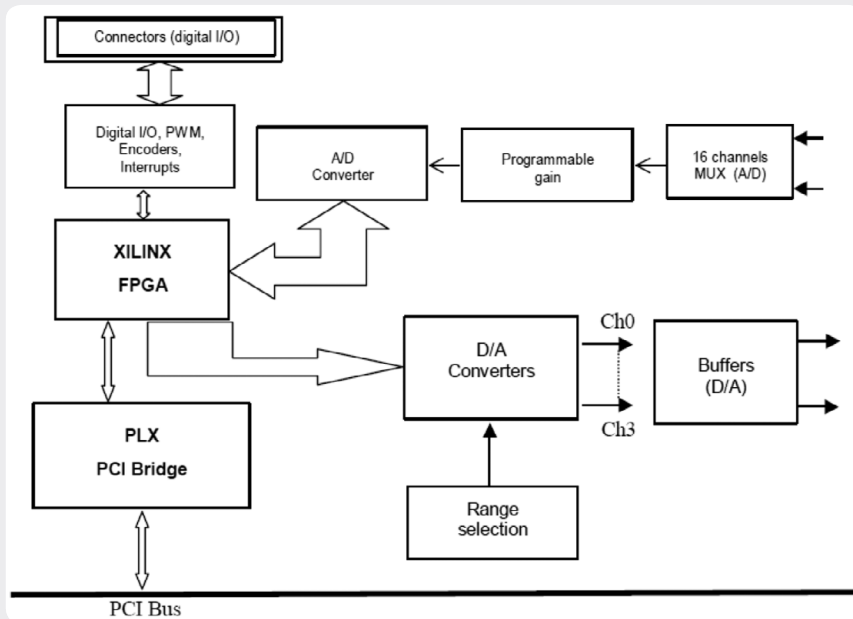 Connectors (digital I/O)
Digital I/O, PWM,
Encoders,
Interrupts
A/D
Converter
Programmable
gain
16 channels
MUX (A/D)
XILINX
FPGA
D/A
Converters
Ch0
Ch3
Buffers
(D/A)
PLX
PCI Bridge
Range
selection
PCI Bus